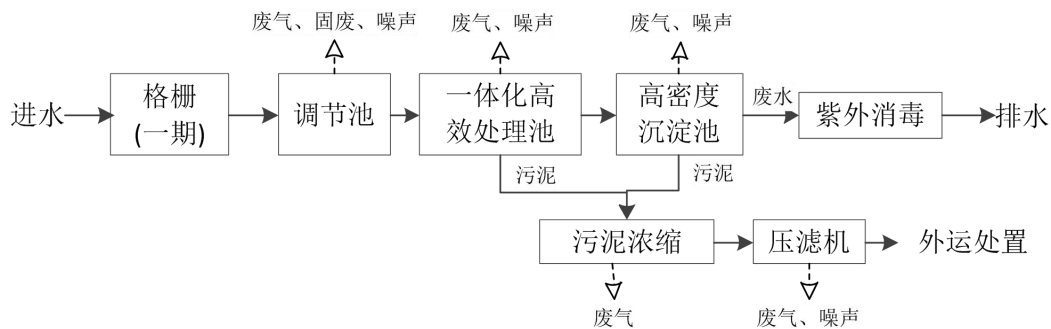 废气、固废、噪声
废气、噪声
废气、噪声
进水
格栅
(一期)
调节池
一体化高
效处理池
高密度
沉淀池
废水
紫外消毒
排水
污泥
污泥
污泥浓缩
压滤机
外运处置
废气
废气、噪声